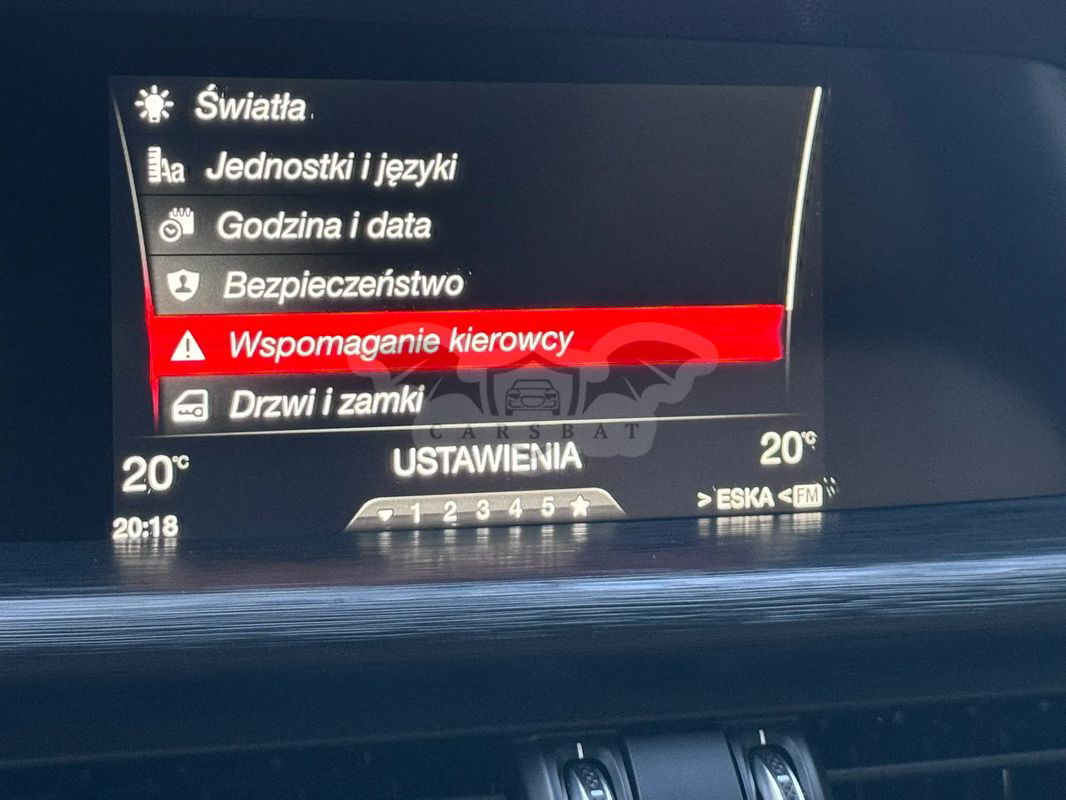 Światła
Aa Jednostki i języki
Godzina i data
Bezpieczeństwo
Wspomaganie kierowcy
Drzwi i zamki
CARSBAT
20°C USTAWIENIA 20°C
1 2 3 4 5
> ESKA < FM
20:18